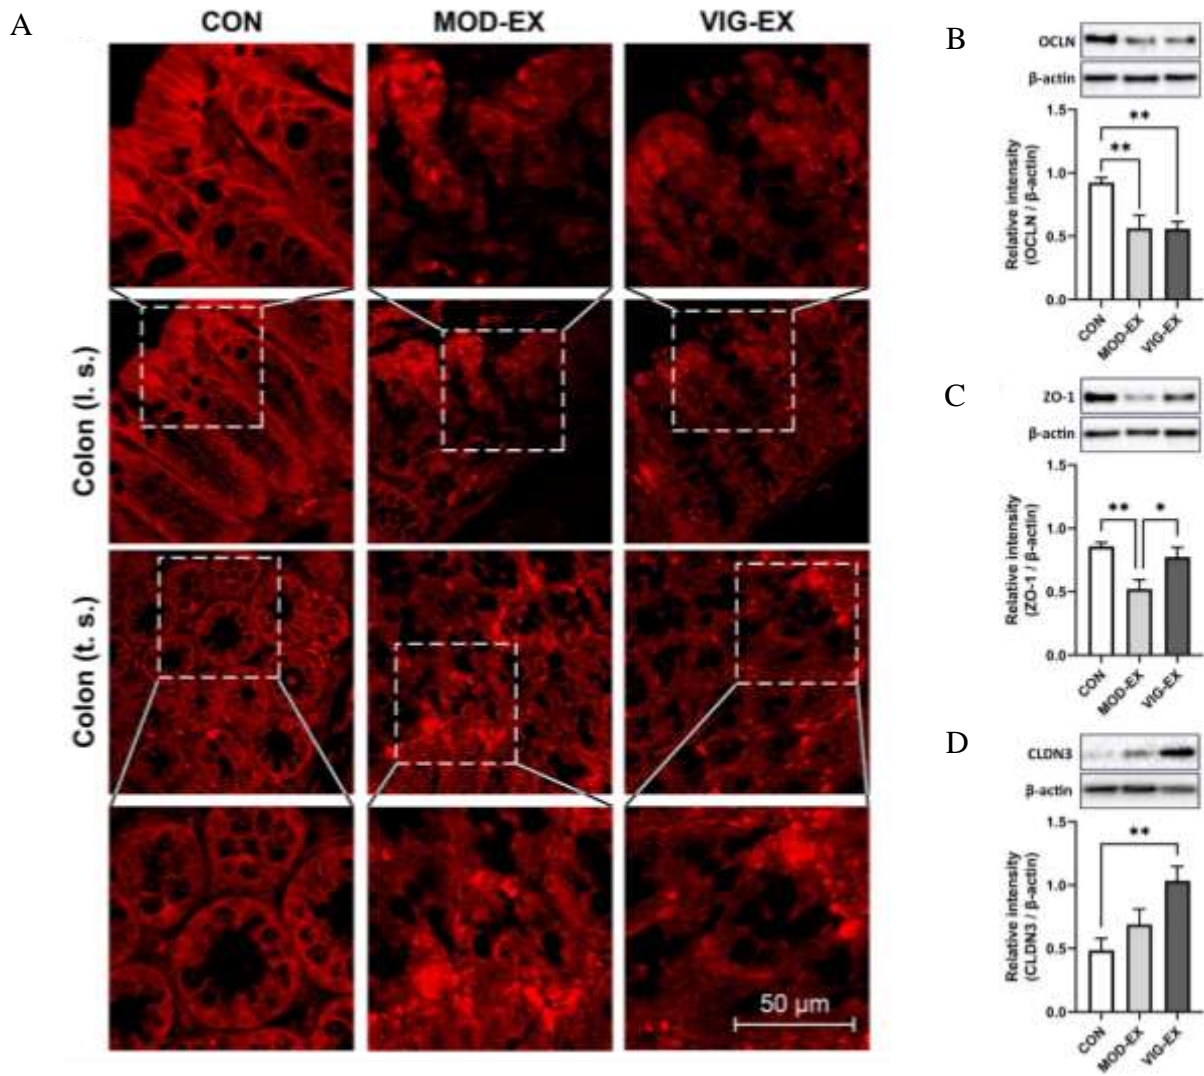 A
CON
MOD-EX
VIG-EX
Colon (l. s.)
Colon (t. s.)
50 µm
B
OCLN
β-actin
1.5
1.0
0.5
0.0
Relative intensity
(OCLN / β-actin)
**
**
CON
MOD-EX
VIG-EX
C
ZO-1
β-actin
1.5
1.0
0.5
0.0
Relative intensity
(ZO-1 / β-actin)
**
*
CON
MOD-EX
VIG-EX
D
CLDN3
β-actin
1.5
1.0
0.5
0.0
Relative intensity
(CLDN3 / β-actin)
**
CON
MOD-EX
VIG-EX